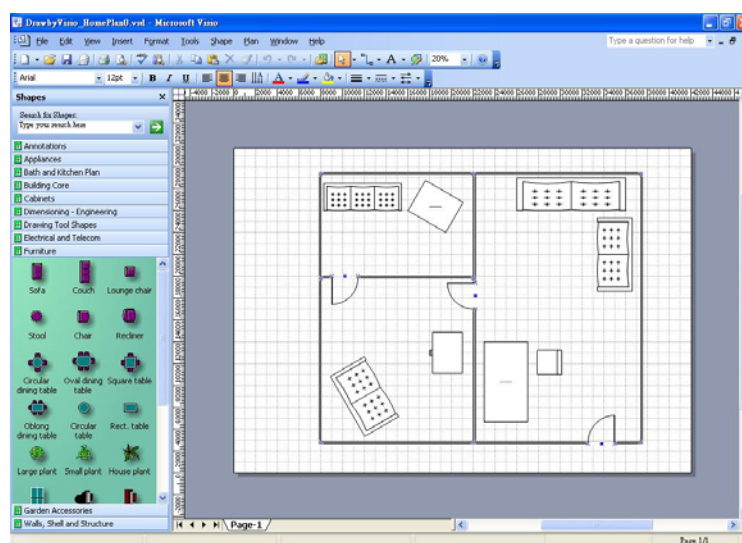 DrawbyVisio_HomePlan0.vsd - Microsoft Visio
File Edit View Insert Format Tools Shape Plan Window Help
Type a question for help
20%
Arial 12pt B I U
Shapes
Search for Shapes:
Type your search here
Annotations
Appliances
Bath and Kitchen Plan
Building Core
Cabinets
Dimensioning - Engineering
Drawing Tool Shapes
Electrical and Telecom
Furniture
Sofa Couch Lounge chair
Stool Chair Recliner
Circular dining table
Oval dining table
Square table
Oblong dining table
Circular table
Rect. table
Large plant Small plant House plant
Garden Accessories
Walls, Shell and Structure
Page-1
Page 1/1